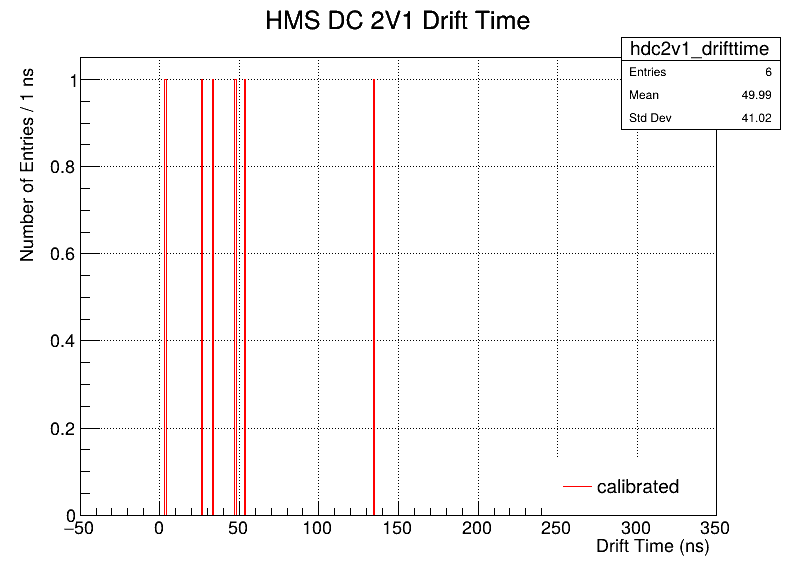 HMS DC 2V1 Drift Time
hdc2v1_drifttime
Entries 6
Mean 49.99
Std Dev 41.02
Number of Entries / 1 ns
1
0.8
0.6
0.4
0.2
0
calibrated
−50 0 50 100 150 200 250 300 350
Drift Time (ns)